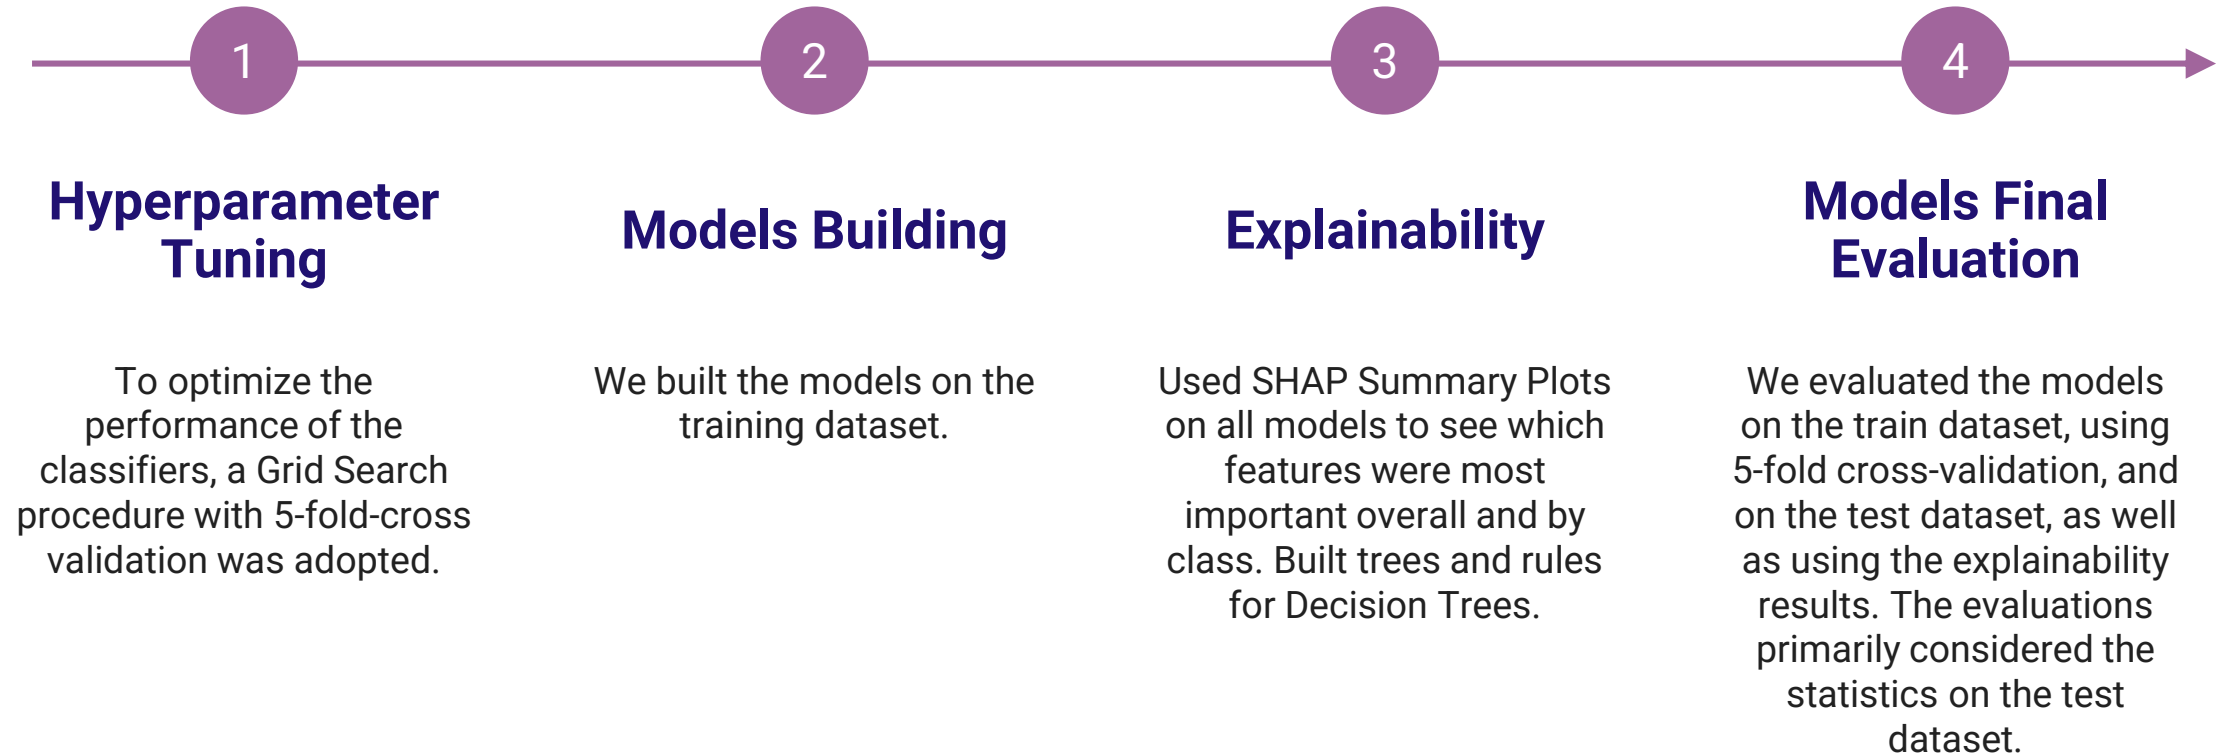 1
Hyperparameter
Tuning
To optimize the
performance of the
classifiers, a Grid Search
procedure with 5-fold-cross
validation was adopted.
2
Models Building
We built the models on the
training dataset.
3
Explainability
Used SHAP Summary Plots
on all models to see which
features were most
important overall and by
class. Built trees and rules
for Decision Trees.
4
Models Final
Evaluation
We evaluated the models
on the train dataset, using
5-fold cross-validation, and
on the test dataset, as well
as using the explainability
results. The evaluations
primarily considered the
statistics on the test
dataset.